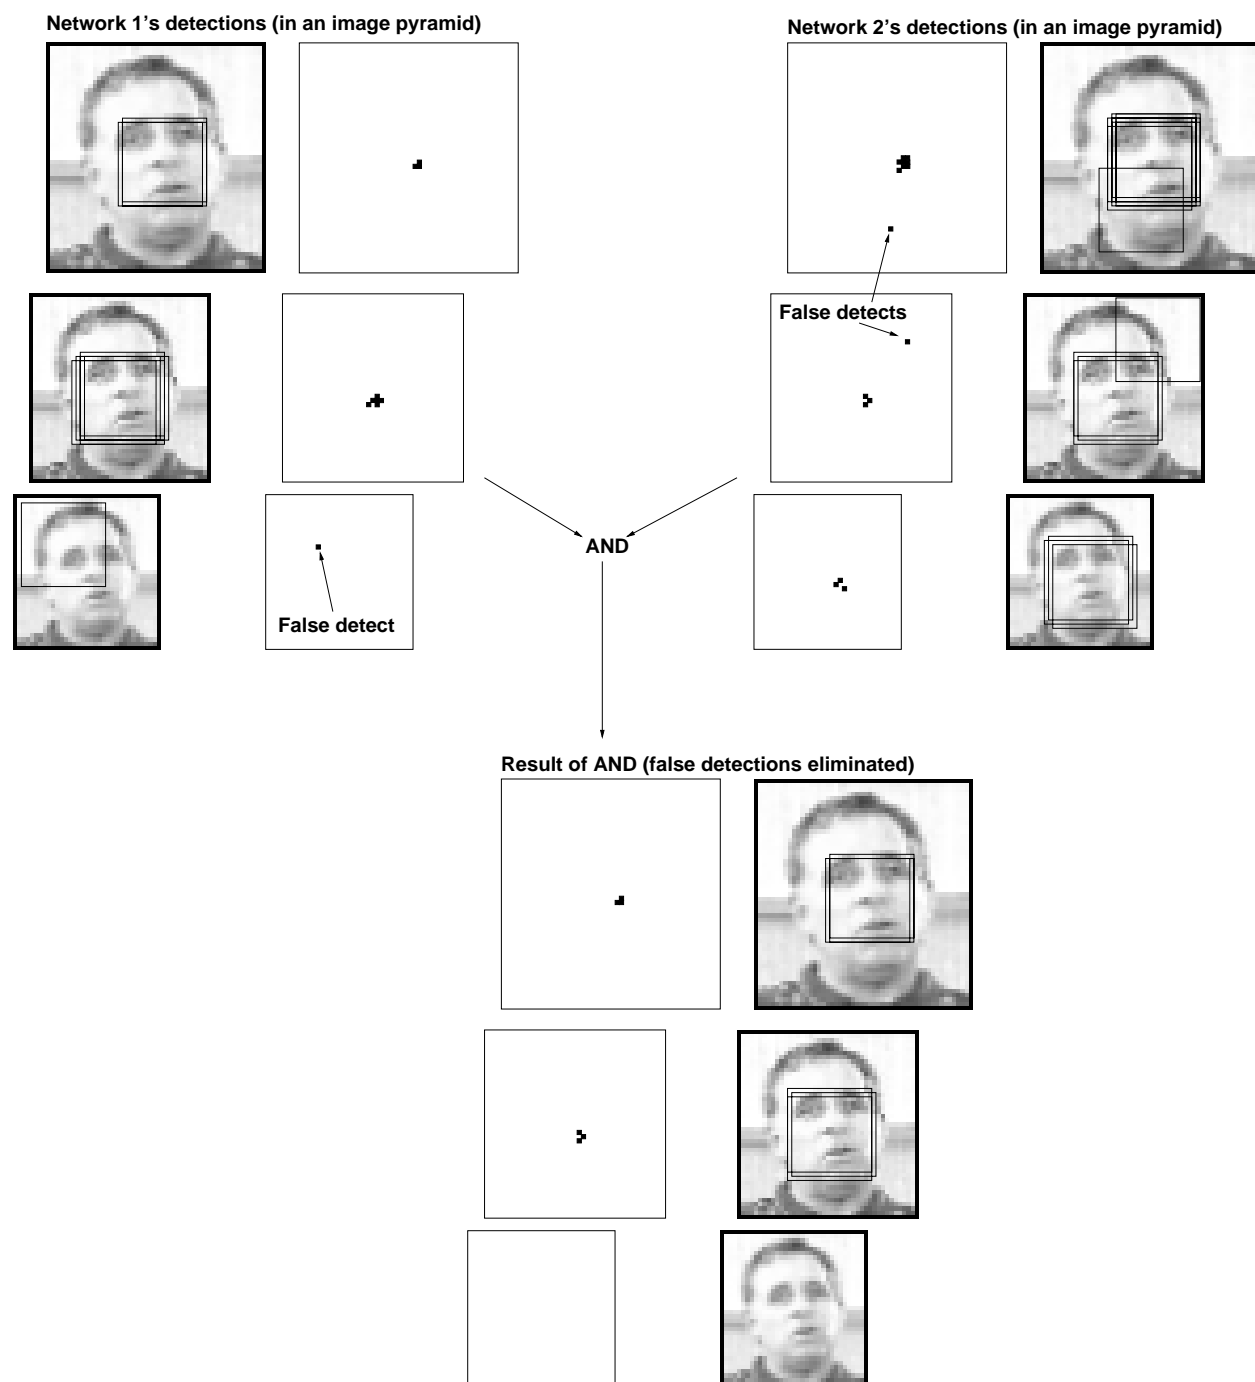 Network 1's detections (in an image pyramid)
Network 2's detections (in an image pyramid)
False detects
AND
False detect
Result of AND (false detections eliminated)